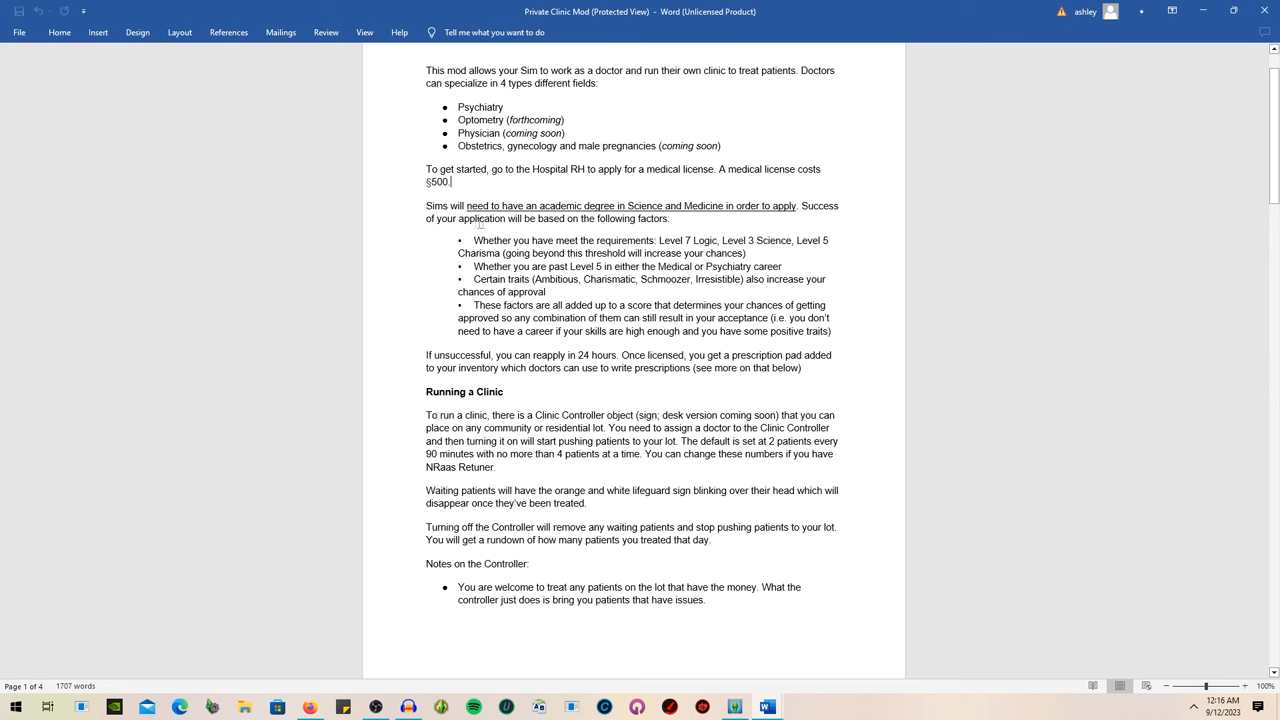 Private Clinic Mod (Protected View) - Word (Unlicensed Product)
ashley
File Home Insert Design Layout References Mailings Review View Help Tell me what you want to do
This mod allows your Sim to work as a doctor and run their own clinic to treat patients. Doctors
can specialize in 4 types different fields:
● Psychiatry
● Optometry (forthcoming)
● Physician (coming soon)
● Obstetrics, gynecology and male pregnancies (coming soon)
To get started, go to the Hospital RH to apply for a medical license. A medical license costs
§500.
Sims will need to have an academic degree in Science and Medicine in order to apply. Success
of your application will be based on the following factors:
• Whether you have meet the requirements: Level 7 Logic, Level 3 Science, Level 5
Charisma (going beyond this threshold will increase your chances)
• Whether you are past Level 5 in either the Medical or Psychiatry career
• Certain traits (Ambitious, Charismatic, Schmoozer, Irresistible) also increase your
chances of approval
• These factors are all added up to a score that determines your chances of getting
approved so any combination of them can still result in your acceptance (i.e. you don't
need to have a career if your skills are high enough and you have some positive traits)
If unsuccessful, you can reapply in 24 hours. Once licensed, you get a prescription pad added
to your inventory which doctors can use to write prescriptions (see more on that below)
Running a Clinic
To run a clinic, there is a Clinic Controller object (sign; desk version coming soon) that you can
place on any community or residential lot. You need to assign a doctor to the Clinic Controller
and then turning it on will start pushing patients to your lot. The default is set at 2 patients every
90 minutes with no more than 4 patients at a time. You can change these numbers if you have
NRaas Retuner.
Waiting patients will have the orange and white lifeguard sign blinking over their head which will
disappear once they've been treated.
Turning off the Controller will remove any waiting patients and stop pushing patients to your lot.
You will get a rundown of how many patients you treated that day.
Notes on the Controller:
● You are welcome to treat any patients on the lot that have the money. What the
controller just does is bring you patients that have issues.
Page 1 of 4 1707 words
100%
12:16 AM
9/12/2023